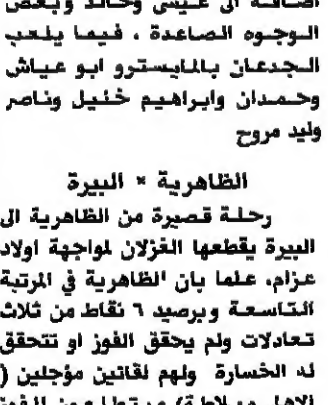 اضافة الى عيسى وخالد وبعض
الوجوه الصاعدة ، فيما يلعب
الجدعان بالمايسترو ابو عياش
وحمدان وابراهيم خليل وناصر
وليد مروح
الظاهرية × البيرة
رحلة قصيرة من الظاهرية الى
البيرة يقطعها الغزلان لمواجهة اولاد
عزام، علما بان الظاهرية في المرتبة
التاسعة وبرصيد ٦ نقاط من ثلاث
تعادلات ولم يحقق الفوز او تتحقق
له الخسارة ولهم لقائين مؤجلين (